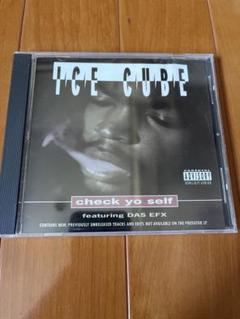 ICE CUBE
PARENTAL
ADVISORY
EXPLICIT LYRICS
check yo self
featuring DAS EFX
CONTAINS NEW, PREVIOUSLY UNRELEASED TRACKS AND EDITS NOT AVAILABLE ON THE PREDATOR LP